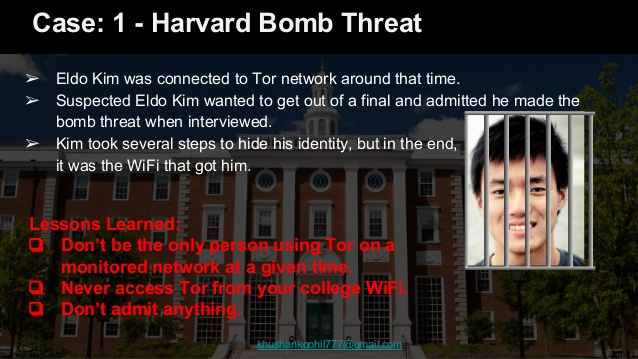 Case: 1 - Harvard Bomb Threat
➢ Eldo Kim was connected to Tor network around that time.
➢ Suspected Eldo Kim wanted to get out of a final and admitted he made the
bomb threat when interviewed.
➢ Kim took several steps to hide his identity, but in the end,
it was the WiFi that got him.
Lessons Learned:
❏ Don't be the only person using Tor on a
monitored network at a given time.
❏ Never access Tor from your college WiFi.
❏ Don't admit anything.
khushankgohil777@gmail.com